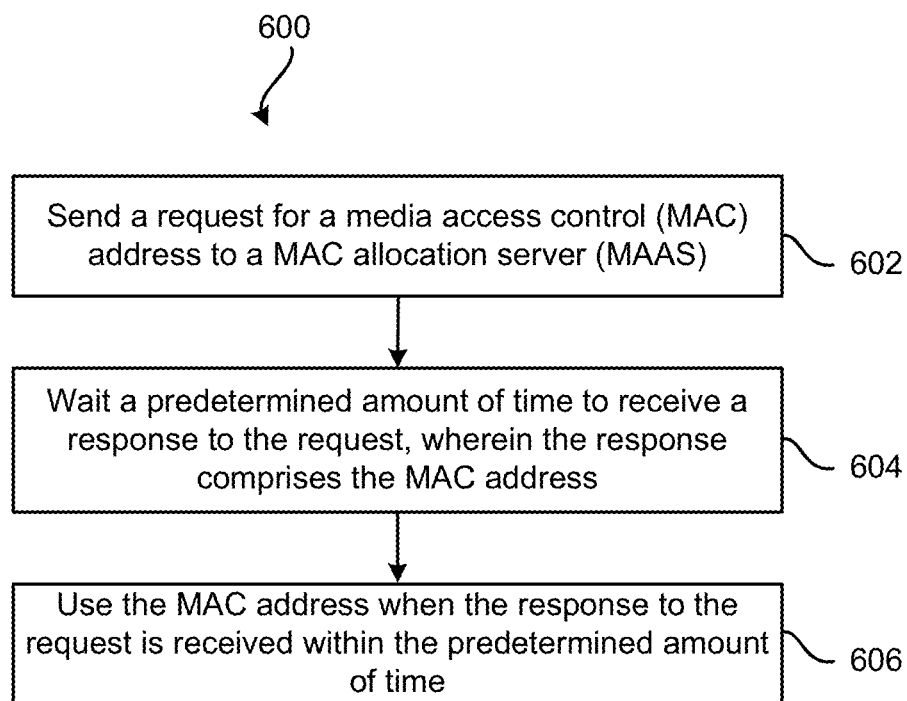 600
Send a request for a media access control (MAC)
address to a MAC allocation server (MAAS)
602
Wait a predetermined amount of time to receive a
response to the request, wherein the response
comprises the MAC address
604
Use the MAC address when the response to the
request is received within the predetermined amount
of time
606